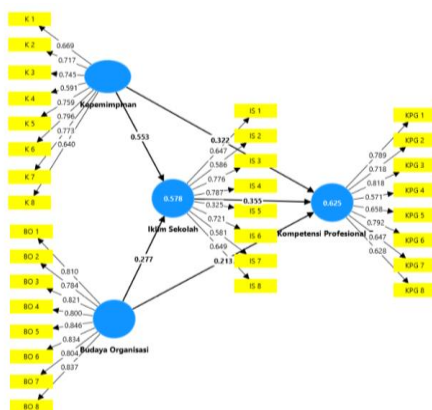 K 1
K 2
K 3
K 4
K 5
K 6
K 7
K 8
0.669
0.717
0.745
0.591
0.759
0.796
0.773
0.640
Kepemimpman
0.553
0.322
BO 1
BO 2
BO 3
BO 4
BO 5
BO 6
BO 7
BO 8
0.810
0.784
0.821
0.800
0.846
0.834
0.804
0.837
Budaya Organisasi
0.277
0.213
0.578
Iklim Sekolah
0.355
IS 1
IS 2
IS 3
IS 4
IS 5
IS 6
IS 7
IS 8
0.647
0.586
0.776
0.787
0.325
0.721
0.581
0.649
0.625
Kompetensi Profesional
KPG 1
KPG 2
KPG 3
KPG 4
KPG 5
KPG 6
KPG 7
KPG 8
0.789
0.718
0.818
0.571
0.658
0.792
0.647
0.628